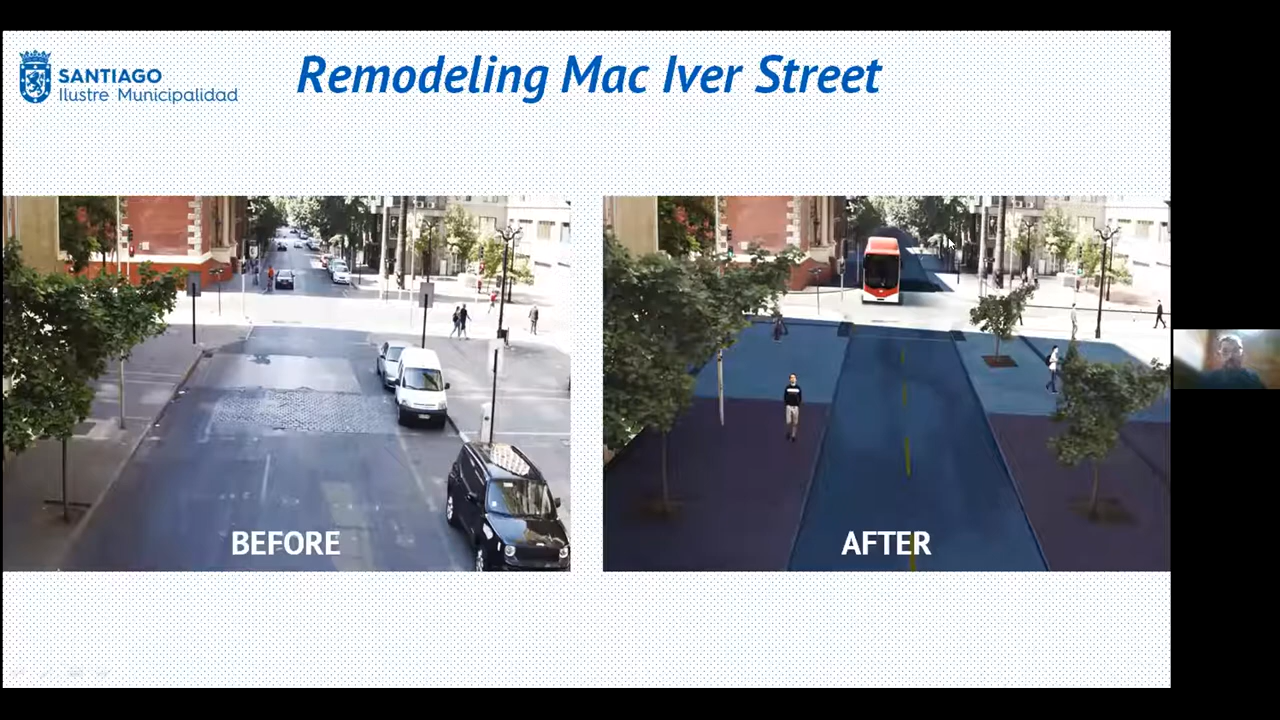 SANTIAGO
Ilustre Municipalidad
Remodeling Mac Iver Street
BEFORE
AFTER